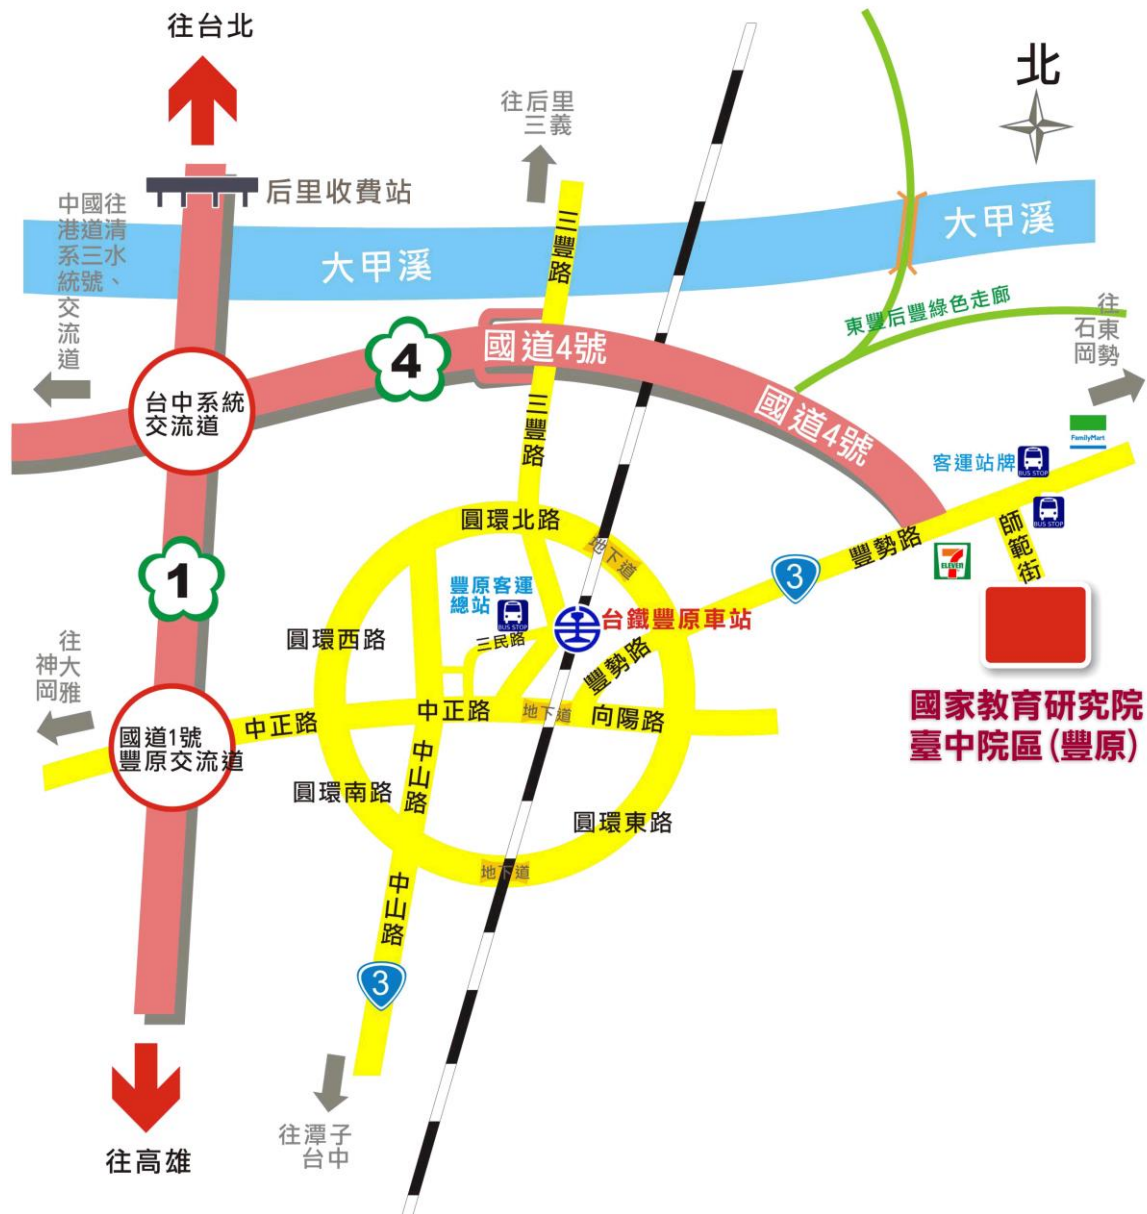 往台北
北
往后里
三義
后里收費站
往清水、
國道三號
中港系統交流道
大甲溪
大甲溪
三豐路
東豐后豐綠色走廊
往東勢
石岡
國道4號
4
國道4號
台中系統
交流道
三豐路
FamilyMart
客運站牌
BUS STOP
BUS STOP
圓環北路
地下道
豐勢路
師範街
3
7
ELEVEN
1
豐原客運
總站
BUS STOP
台鐵豐原車站
圓環西路
三民路
豐勢路
往大雅
神岡
國道1號
豐原交流道
中正路
中正路
地下道
向陽路
國家教育研究院
臺中院區(豐原)
中山路
圓環南路
圓環東路
地下道
中山路
3
往潭子
台中
往高雄